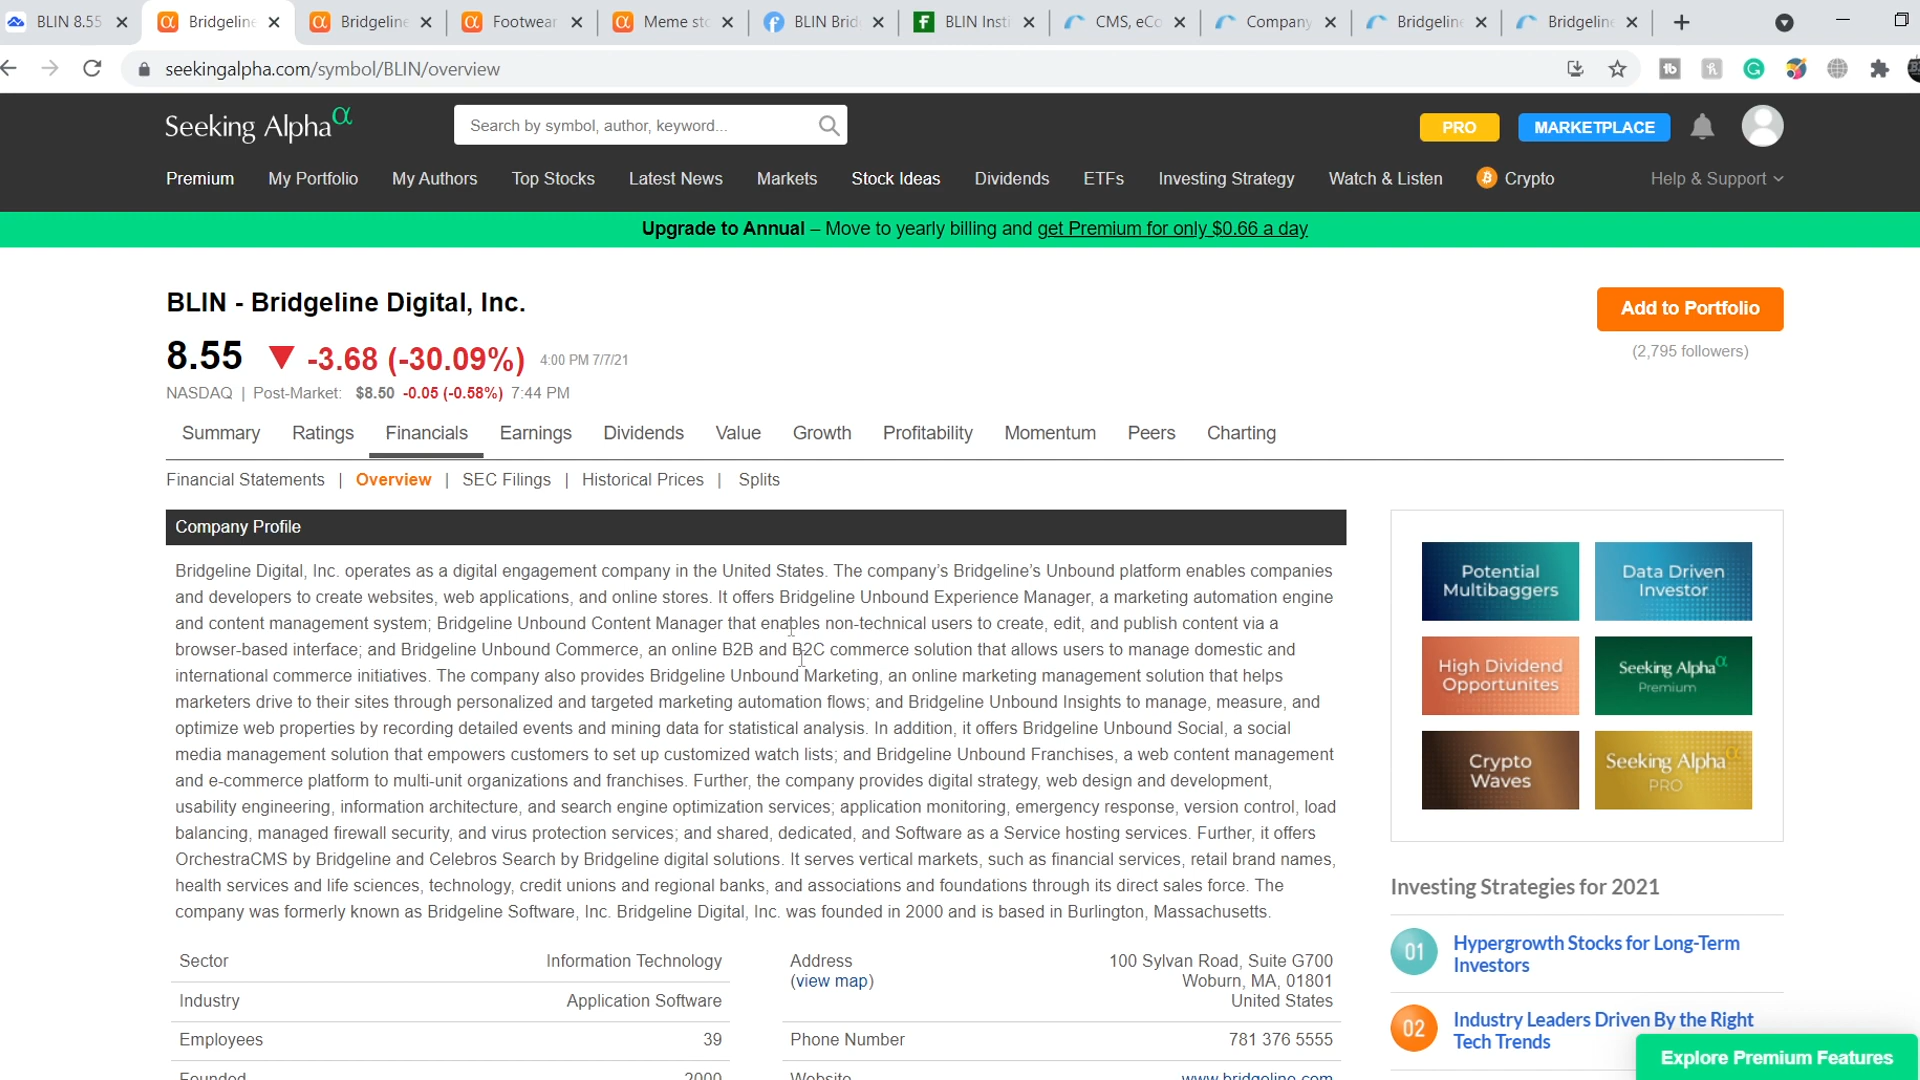 BLIN 8.55
Bridgeline
Bridgeline
Footwear
Meme sto
BLIN Brid
BLIN Insti
CMS, eCo
Company
Bridgeline
Bridgeline
seekingalpha.com/symbol/BLIN/overview
Seeking Alpha α
Search by symbol, author, keyword...
PRO
MARKETPLACE
Premium My Portfolio My Authors Top Stocks Latest News Markets Stock Ideas Dividends ETFs Investing Strategy Watch & Listen Crypto Help & Support
Upgrade to Annual – Move to yearly billing and get Premium for only $0.66 a day
BLIN - Bridgeline Digital, Inc.
Add to Portfolio
8.55 ▼ -3.68 (-30.09%) 4:00 PM 7/7/21
(2,795 followers)
NASDAQ | Post-Market: $8.50 -0.05 (-0.58%) 7:44 PM
Summary Ratings Financials Earnings Dividends Value Growth Profitability Momentum Peers Charting
Financial Statements | Overview | SEC Filings | Historical Prices | Splits
Company Profile
Bridgeline Digital, Inc. operates as a digital engagement company in the United States. The company's Bridgeline's Unbound platform enables companies
and developers to create websites, web applications, and online stores. It offers Bridgeline Unbound Experience Manager, a marketing automation engine
and content management system; Bridgeline Unbound Content Manager that enables non-technical users to create, edit, and publish content via a
browser-based interface; and Bridgeline Unbound Commerce, an online B2B and B2C commerce solution that allows users to manage domestic and
international commerce initiatives. The company also provides Bridgeline Unbound Marketing, an online marketing management solution that helps
marketers drive to their sites through personalized and targeted marketing automation flows; and Bridgeline Unbound Insights to manage, measure, and
optimize web properties by recording detailed events and mining data for statistical analysis. In addition, it offers Bridgeline Unbound Social, a social
media management solution that empowers customers to set up customized watch lists; and Bridgeline Unbound Franchises, a web content management
and e-commerce platform to multi-unit organizations and franchises. Further, the company provides digital strategy, web design and development,
usability engineering, information architecture, and search engine optimization services; application monitoring, emergency response, version control, load
balancing, managed firewall security, and virus protection services; and shared, dedicated, and Software as a Service hosting services. Further, it offers
OrchestraCMS by Bridgeline and Celebros Search by Bridgeline digital solutions. It serves vertical markets, such as financial services, retail brand names,
health services and life sciences, technology, credit unions and regional banks, and associations and foundations through its direct sales force. The
company was formerly known as Bridgeline Software, Inc. Bridgeline Digital, Inc. was founded in 2000 and is based in Burlington, Massachusetts.
Sector Information Technology
Industry Application Software
Employees 39
Founded 2000
Address
(view map)
100 Sylvan Road, Suite G700
Woburn, MA, 01801
United States
Phone Number 781 376 5555
Website www.bridgeline.com
Potential
Multibaggers
Data Driven
Investor
High Dividend
Opportunites
Seeking Alpha α
Premium
Crypto
Waves
Seeking Alpha α
PRO
Investing Strategies for 2021
01
Hypergrowth Stocks for Long-Term
Investors
02
Industry Leaders Driven By the Right
Tech Trends
Explore Premium Features